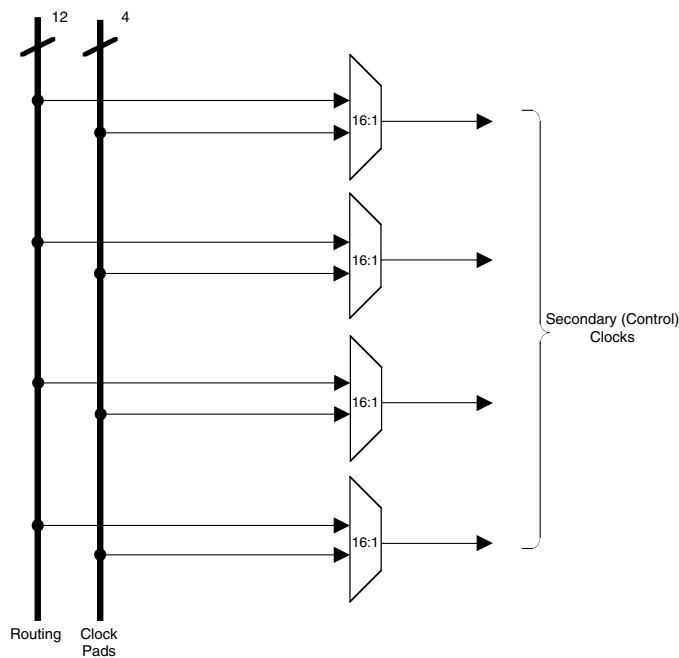 12
4
16:1
16:1
Secondary (Control)
Clocks
16:1
16:1
Routing
Clock
Pads